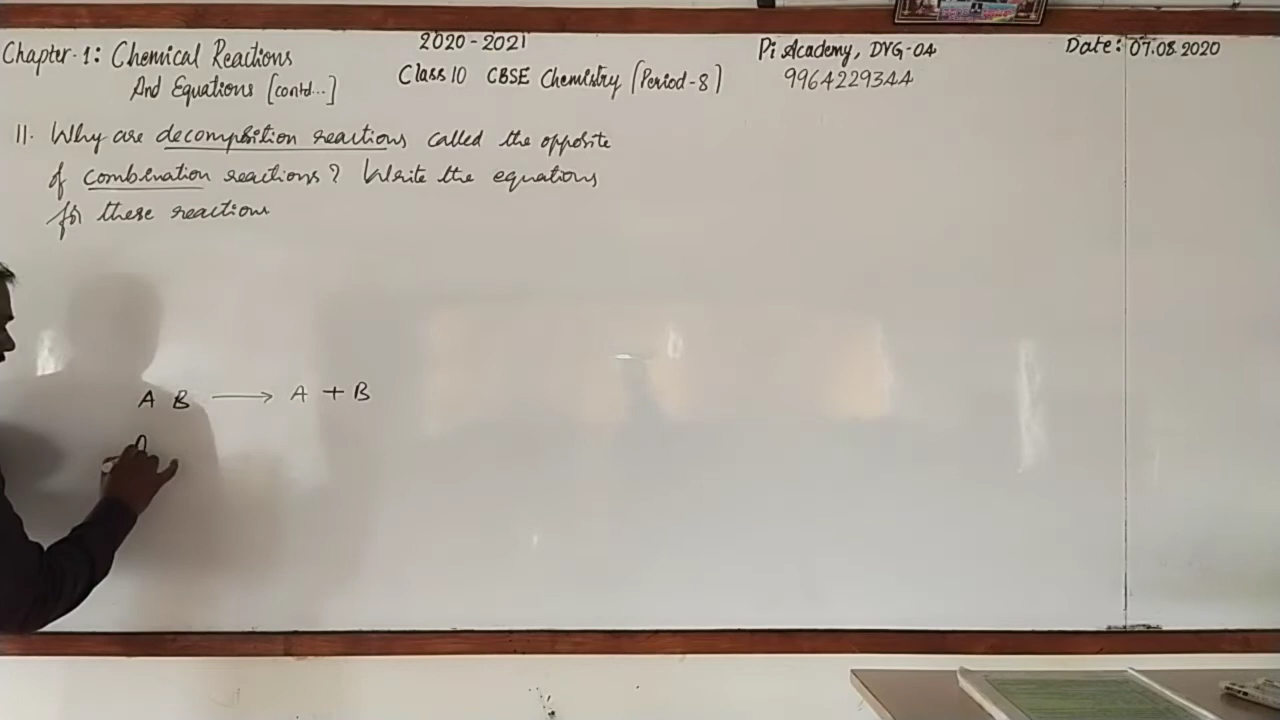 Chapter-1: Chemical Reactions
And Equations [contd...]
2020-2021
Class 10 CBSE Chemistry [Period-8]
Pi Academy, DVG-04
9964229344
Date: 07.08.2020
11. Why are decomposition reactions called the opposite
of combination reactions? Write the equations
for these reactions
A B → A + B